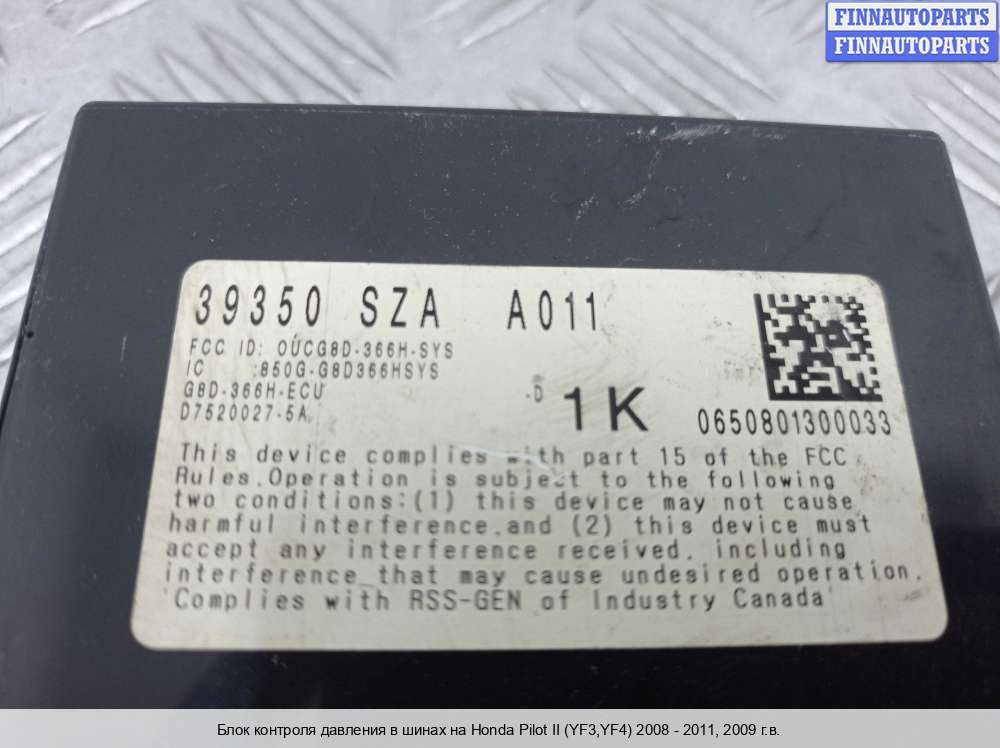 FINNAUTOPARTS
FINNAUTOPARTS
39350 SZA A011
FCC ID: OUCG8D-366H-SYS
IC :850G-G8D366HSYS
G8D-366H-ECU
D7520027-5A
-D 1K
0650801300033
This device complies with part 15 of the FCC
Rules.Operation is subject to the following
two conditions:(1) this device may not cause
harmful interference.and (2) this device must
accept any interference received. including
interference that may cause undesired operation.
'Complies with RSS-GEN of Industry Canada'
Блок контроля давления в шинах на Honda Pilot II (YF3,YF4) 2008 - 2011, 2009 г.в.